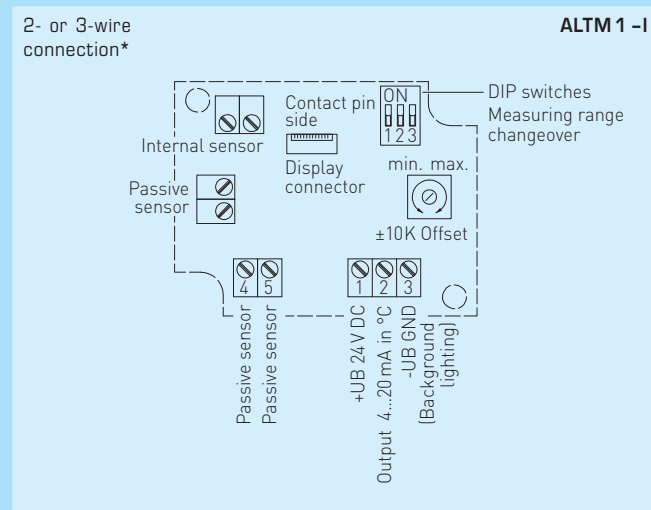 2- or 3-wire
connection*
ALTM 1 –I
ON
1 2 3
DIP switches
Measuring range
changeover
Contact pin
side
Internal sensor
Display
connector
min. max.
Passive
sensor
±10K Offset
4 5
1 2 3
Passive sensor
Passive sensor
+UB 24 V DC
Output 4...20 mA in °C
-UB GND
(Background
lighting)